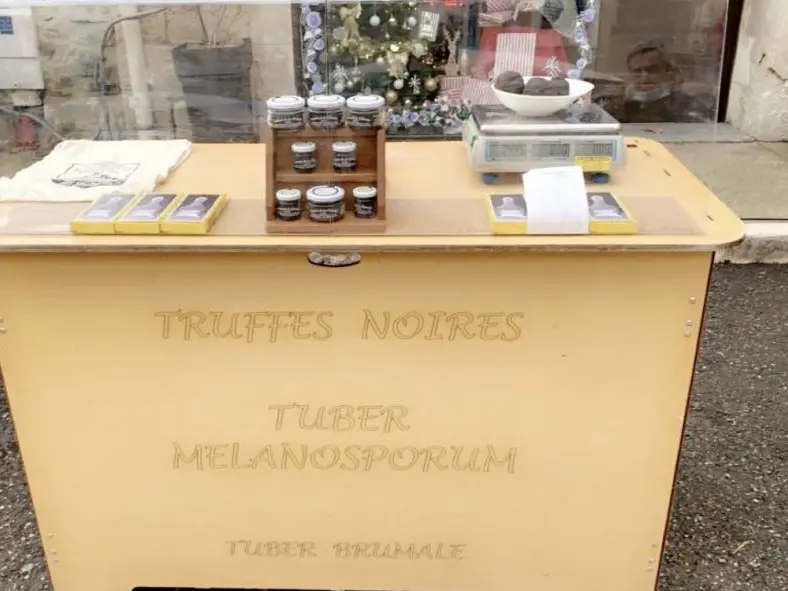 TRUFFES NOIRES
TUBER
MELANOSPORUM
TUBER BRUMALE